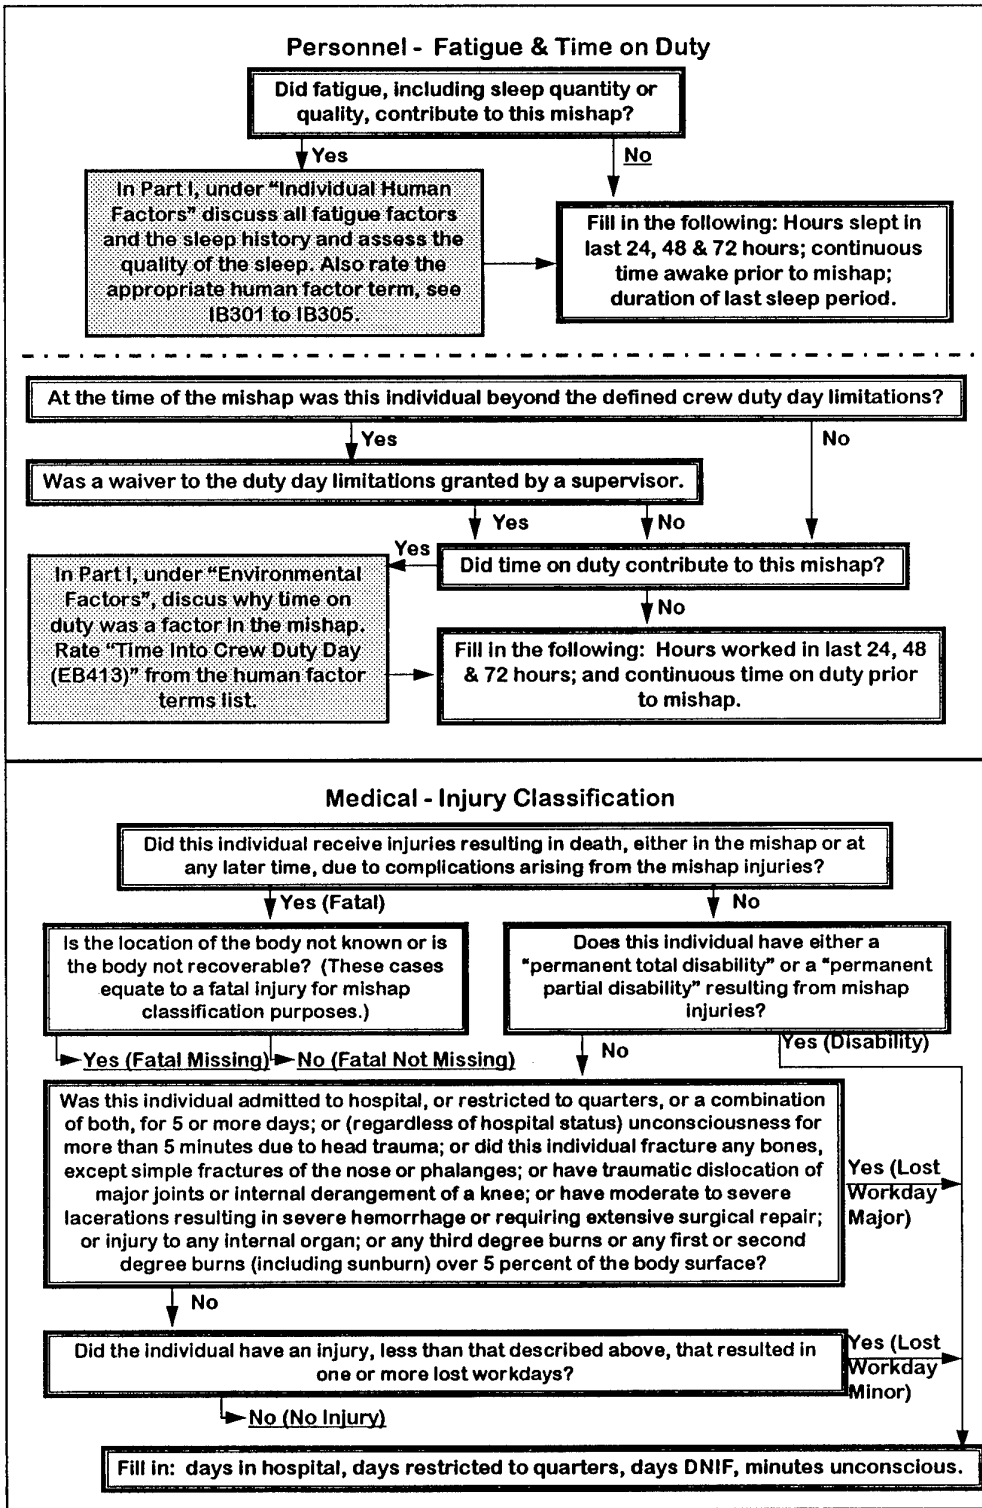 Personnel - Fatigue & Time on Duty
Did fatigue, including sleep quantity or
quality, contribute to this mishap?
Yes
No
In Part I, under "Individual Human
Factors" discuss all fatigue factors
and the sleep history and assess the
quality of the sleep. Also rate the
appropriate human factor term, see
IB301 to IB305.
Fill in the following: Hours slept in
last 24, 48 & 72 hours; continuous
time awake prior to mishap;
duration of last sleep period.
At the time of the mishap was this individual beyond the defined crew duty day limitations?
Yes
No
Was a waiver to the duty day limitations granted by a supervisor.
Yes
No
Yes
Did time on duty contribute to this mishap?
In Part I, under "Environmental
Factors", discus why time on
duty was a factor in the mishap.
Rate "Time Into Crew Duty Day
(EB413)" from the human factor
terms list.
No
Fill in the following: Hours worked in last 24, 48
& 72 hours; and continuous time on duty prior
to mishap.
Medical - Injury Classification
Did this individual receive injuries resulting in death, either in the mishap or at
any later time, due to complications arising from the mishap injuries?
Yes (Fatal)
No
Is the location of the body not known or is
the body not recoverable? (These cases
equate to a fatal injury for mishap
classification purposes.)
Does this individual have either a
"permanent total disability" or a "permanent
partial disability" resulting from mishap
injuries?
Yes (Fatal Missing)
No (Fatal Not Missing)
No
Yes (Disability)
Was this individual admitted to hospital, or restricted to quarters, or a combination
of both, for 5 or more days; or (regardless of hospital status) unconsciousness for
more than 5 minutes due to head trauma; or did this individual fracture any bones,
except simple fractures of the nose or phalanges; or have traumatic dislocation of
major joints or internal derangement of a knee; or have moderate to severe
lacerations resulting in severe hemorrhage or requiring extensive surgical repair;
or injury to any internal organ; or any third degree burns or any first or second
degree burns (including sunburn) over 5 percent of the body surface?
Yes (Lost
Workday
Major)
No
Did the individual have an injury, less than that described above, that resulted in
one or more lost workdays?
Yes (Lost
Workday
Minor)
No (No Injury)
Fill in: days in hospital, days restricted to quarters, days DNIF, minutes unconscious.